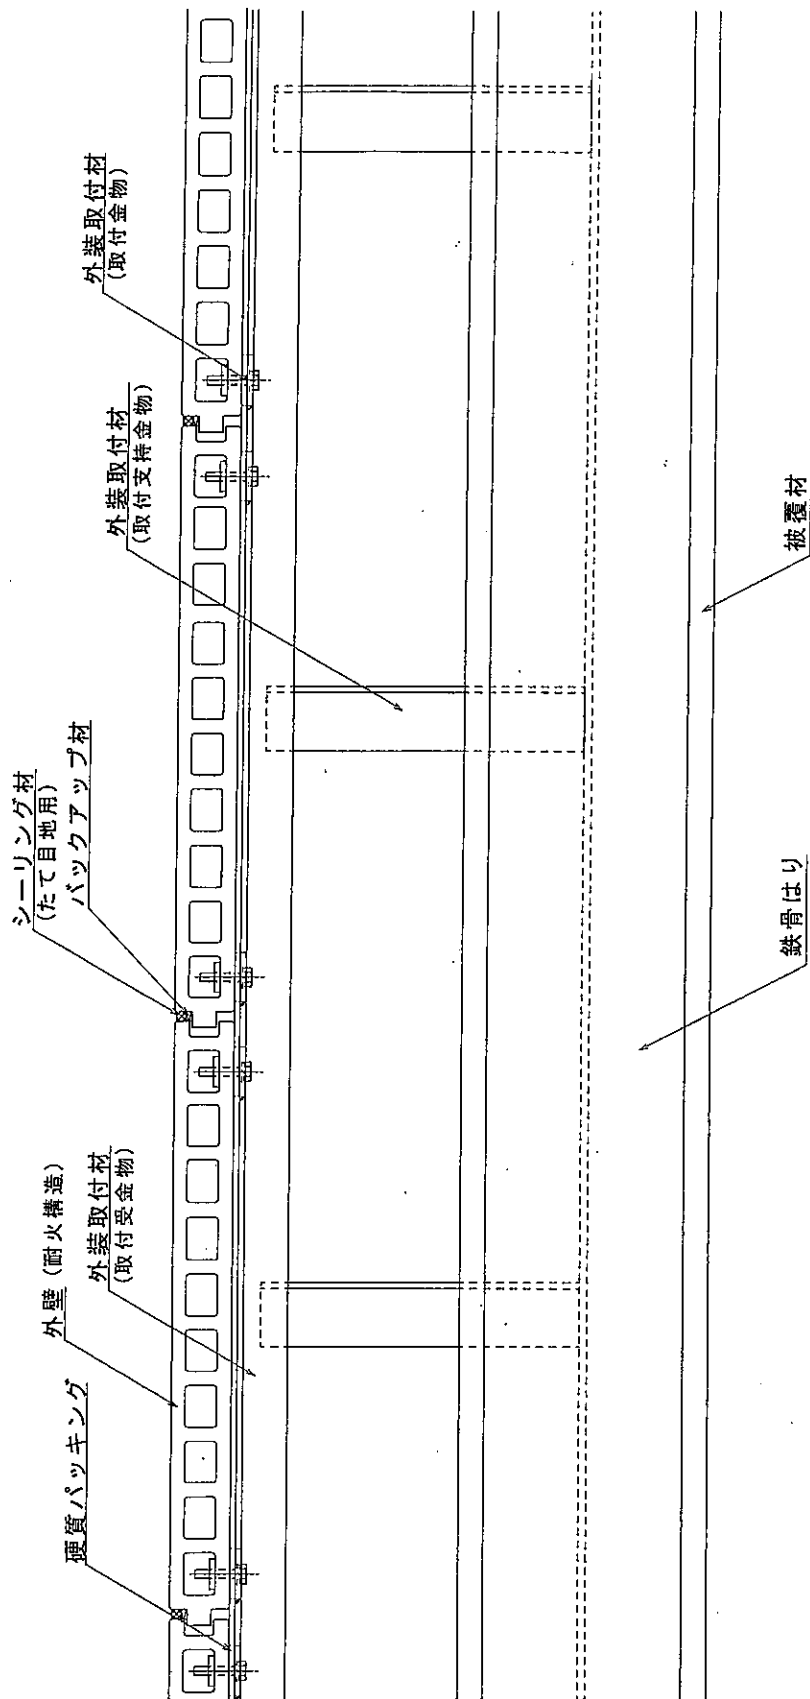 硬質パッキング
外壁（耐火構造）
外装取付材
（取付受金物）
シーリング材
（たて目地用）
バックアップ材
外装取付材
（取付支持金物）
外装取付材
（取付金物）
鉄骨はり
被覆材